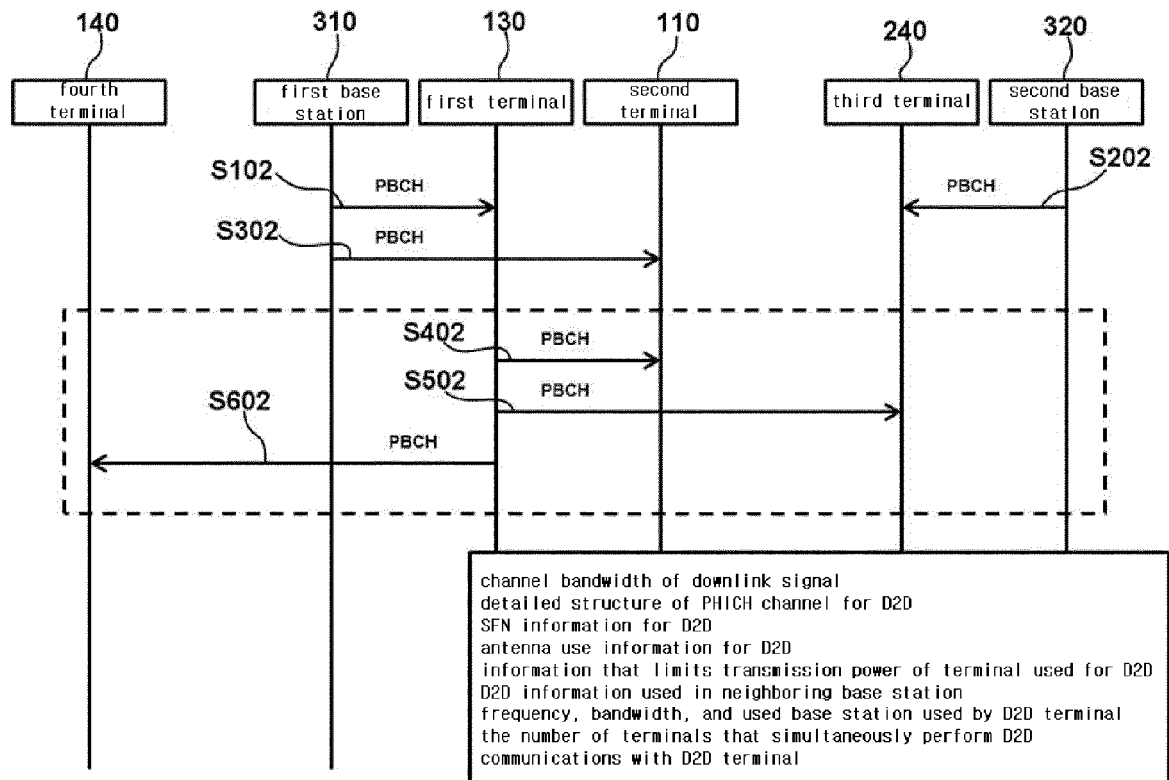 140
310
130
110
240
320
fourth
terminal
first base
station
first terminal
second
terminal
third terminal
second base
station
S102
PBCH
PBCH
S202
S302
PBCH
S402
PBCH
S502
PBCH
S602
PBCH
channel bandwidth of downlink signal
detailed structure of PHICH channel for D2D
SFN information for D2D
antenna use information for D2D
information that limits transmission power of terminal used for D2D
D2D information used in neighboring base station
frequency, bandwidth, and used base station used by D2D terminal
the number of terminals that simultaneously perform D2D
communications with D2D terminal